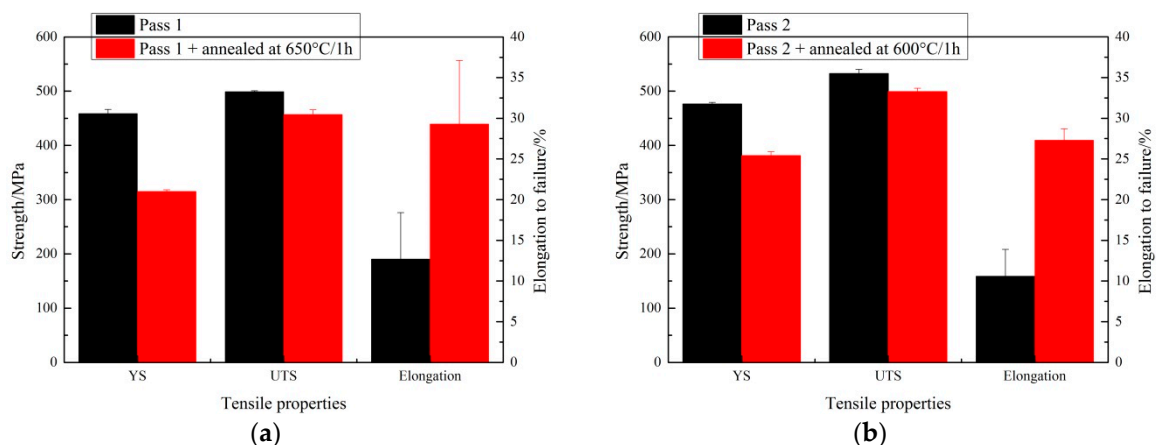 Pass 1
Pass 1 + annealed at 650°C/1h
600
500
400
300
200
100
0
Strength/MPa
40
35
30
25
20
15
10
5
0
Elongation to failure/%
YS
UTS
Elongation
Tensile properties
(a)
Pass 2
Pass 2 + annealed at 600°C/1h
600
500
400
300
200
100
0
Strength/MPa
40
35
30
25
20
15
10
5
0
Elongation to failure/%
YS
UTS
Elongation
Tensile properties
(b)